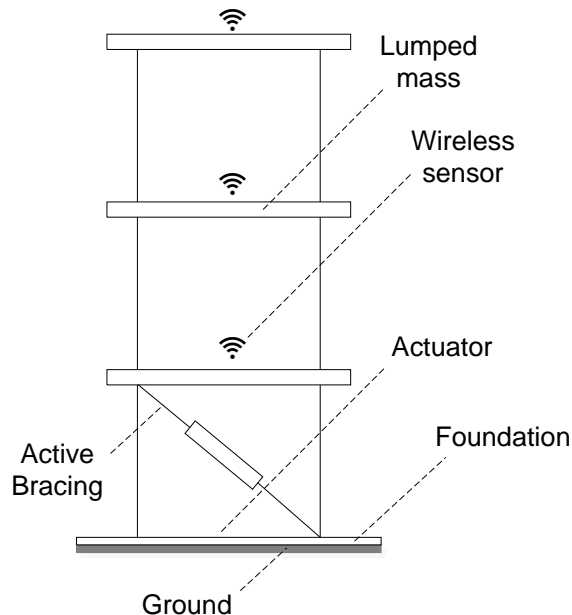 Lumped
mass
Wireless
sensor
Actuator
Foundation
Active
Bracing
Ground